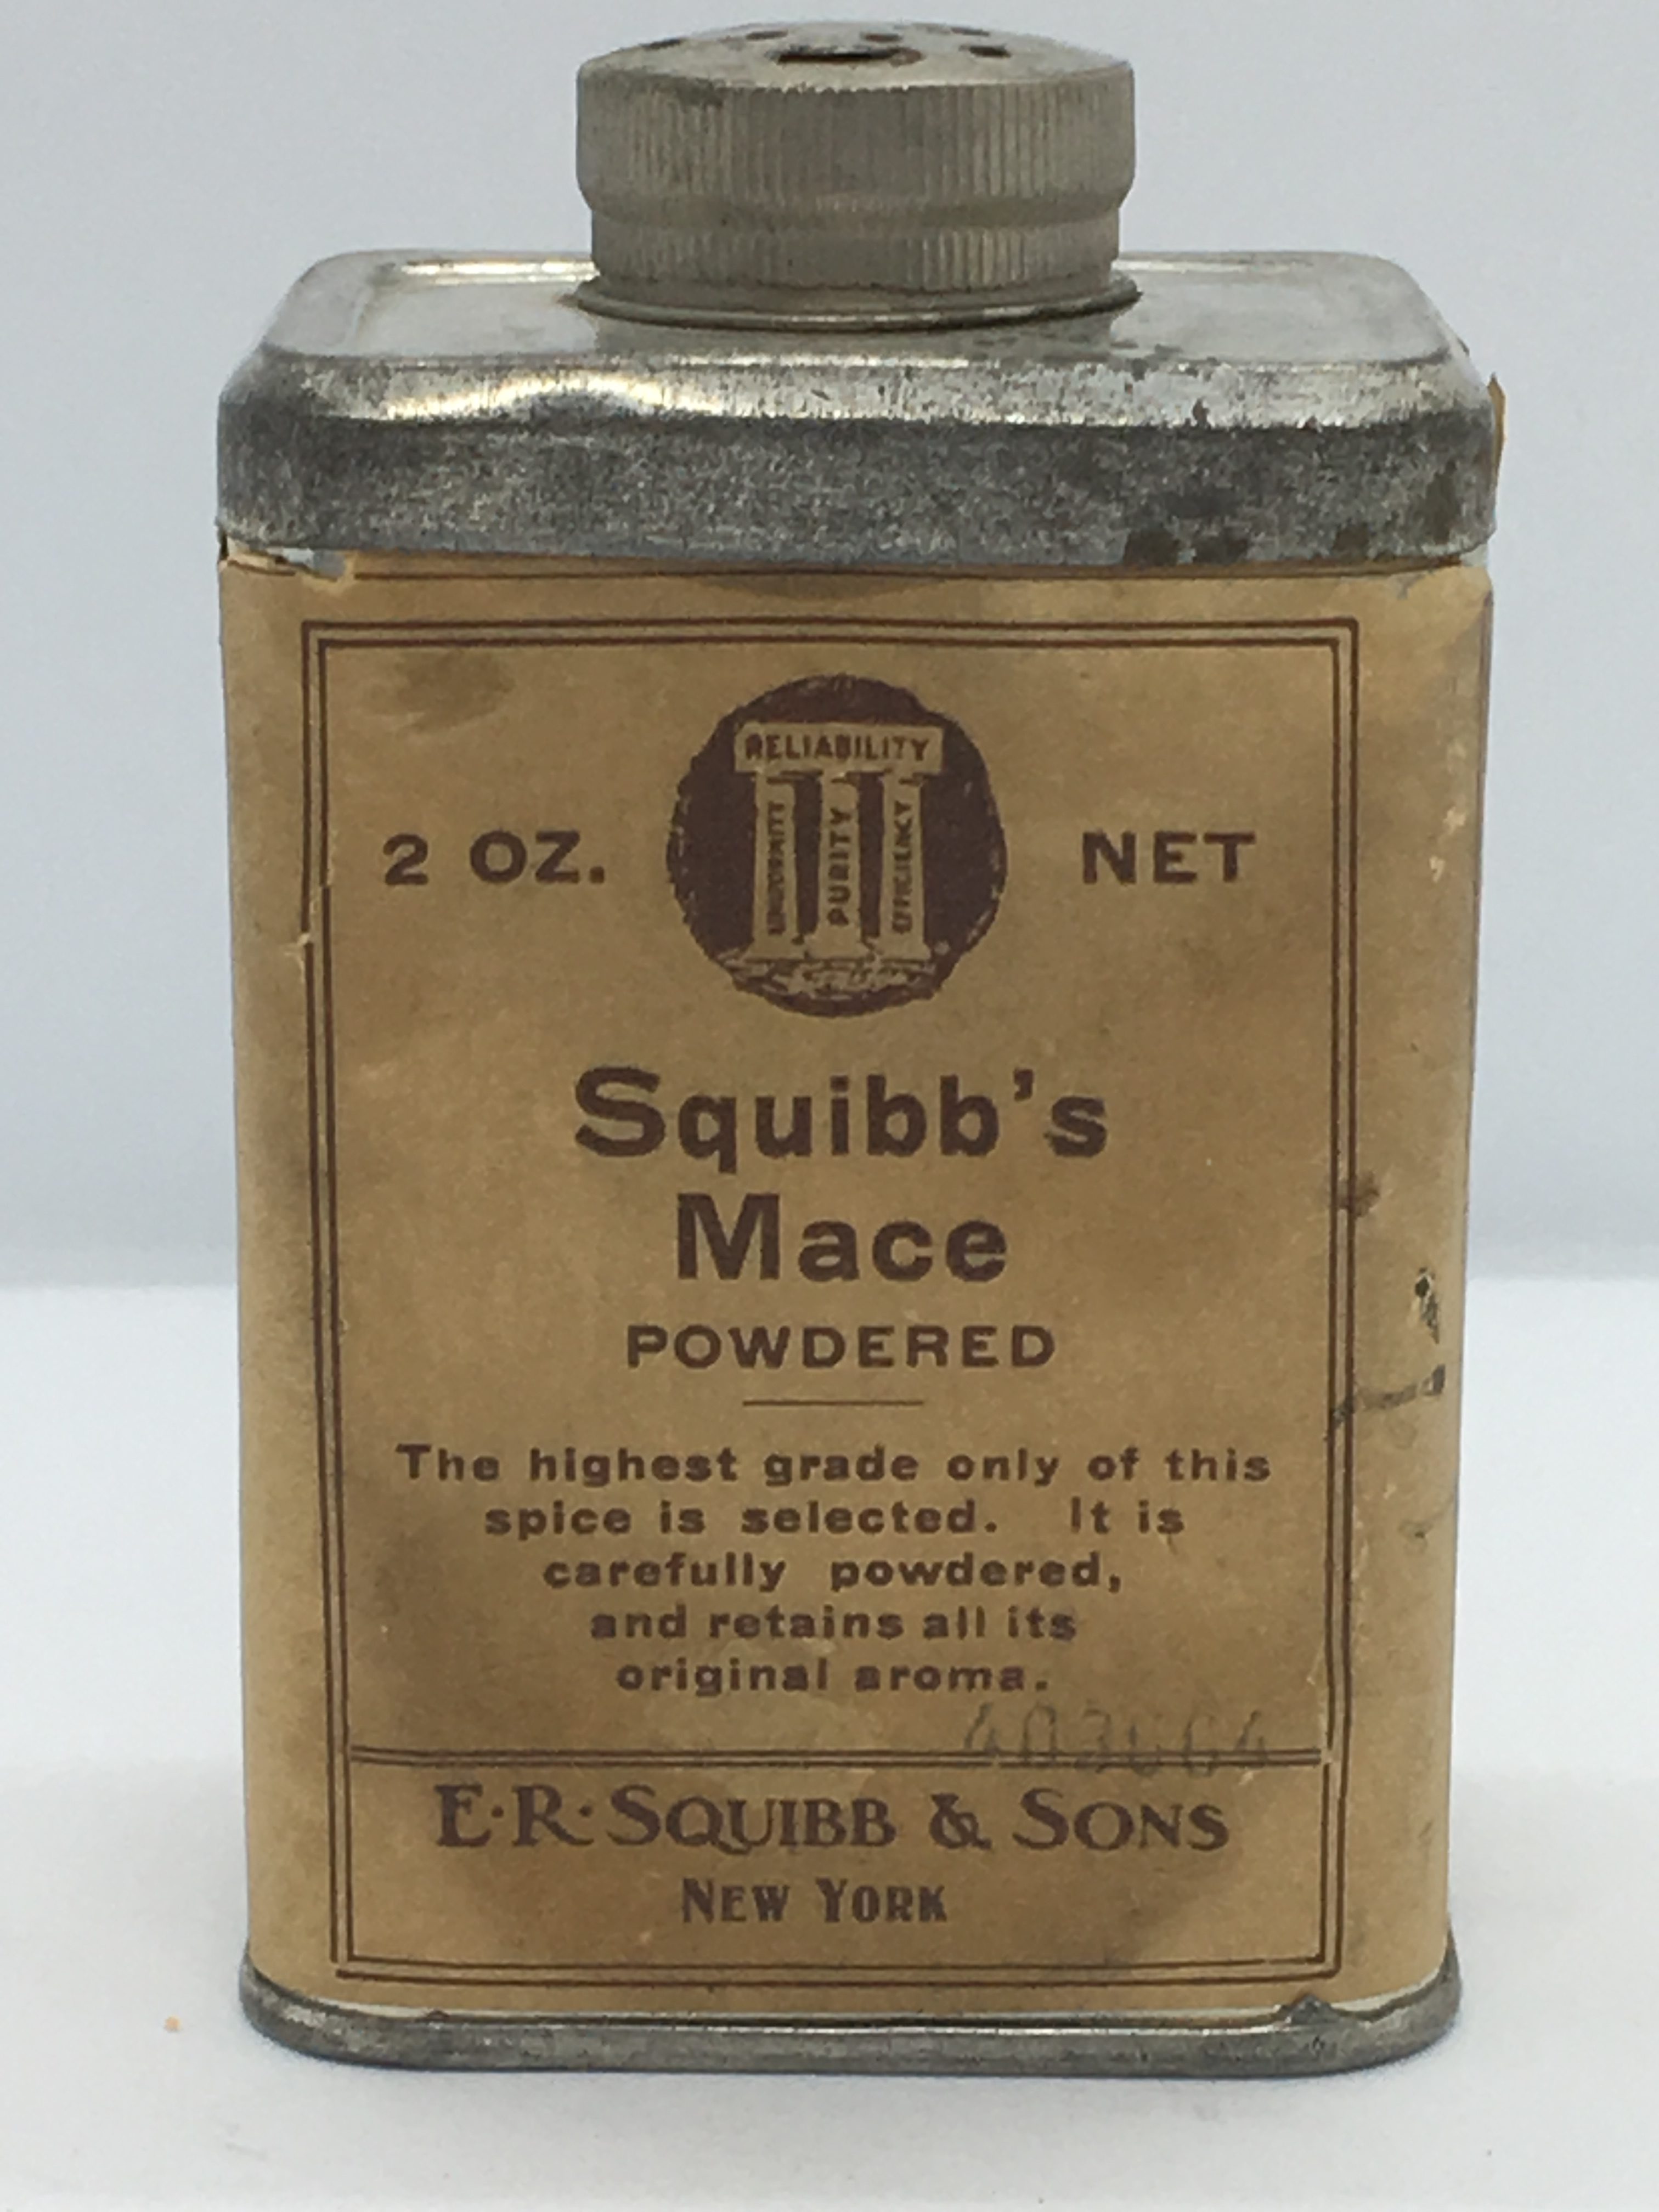 RELIABILITY
UNIFORMITY
PURITY
EFFICIENCY
2 OZ. NET
Squibb's
Mace
POWDERED
The highest grade only of this
spice is selected. It is
carefully powdered,
and retains all its
original aroma.
E·R·SQUIBB & SONS
NEW YORK